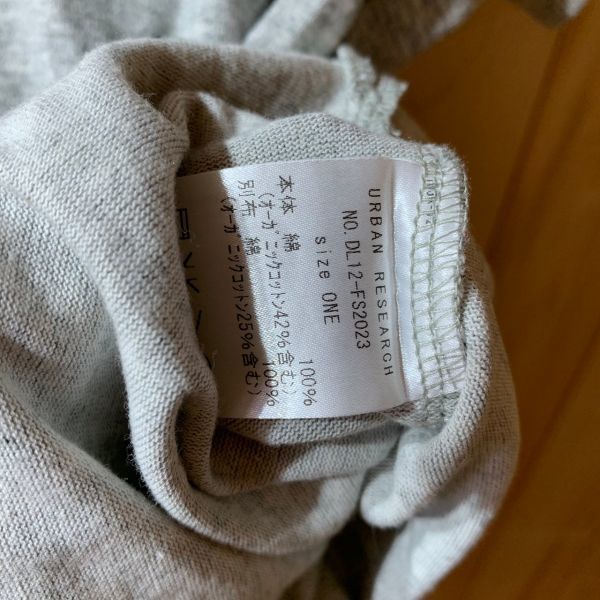 URBAN RESEARCH
NO.DL12-FS2023
size ONE
本体 綿 100%
(オーガニックコットン42%含む)
別布 綿 100%
(オーガニックコットン25%含む)